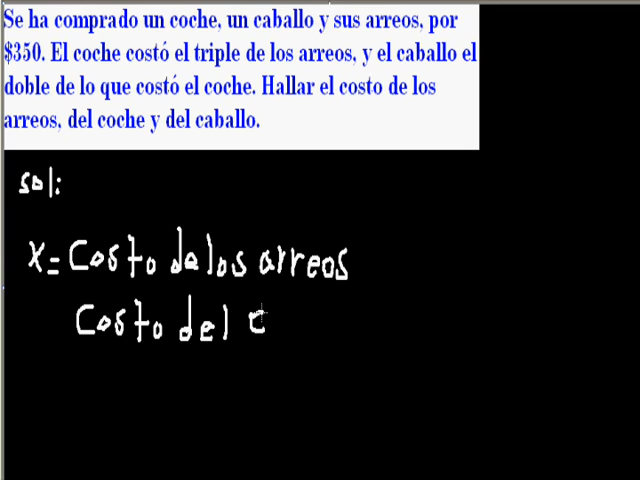 Se ha comprado un coche, un caballo y sus arreos, por
$350. El coche costó el triple de los arreos, y el caballo el
doble de lo que costó el coche. Hallar el costo de los
arreos, del coche y del caballo.
sol:
x = Costo de los arreos
Costo del c